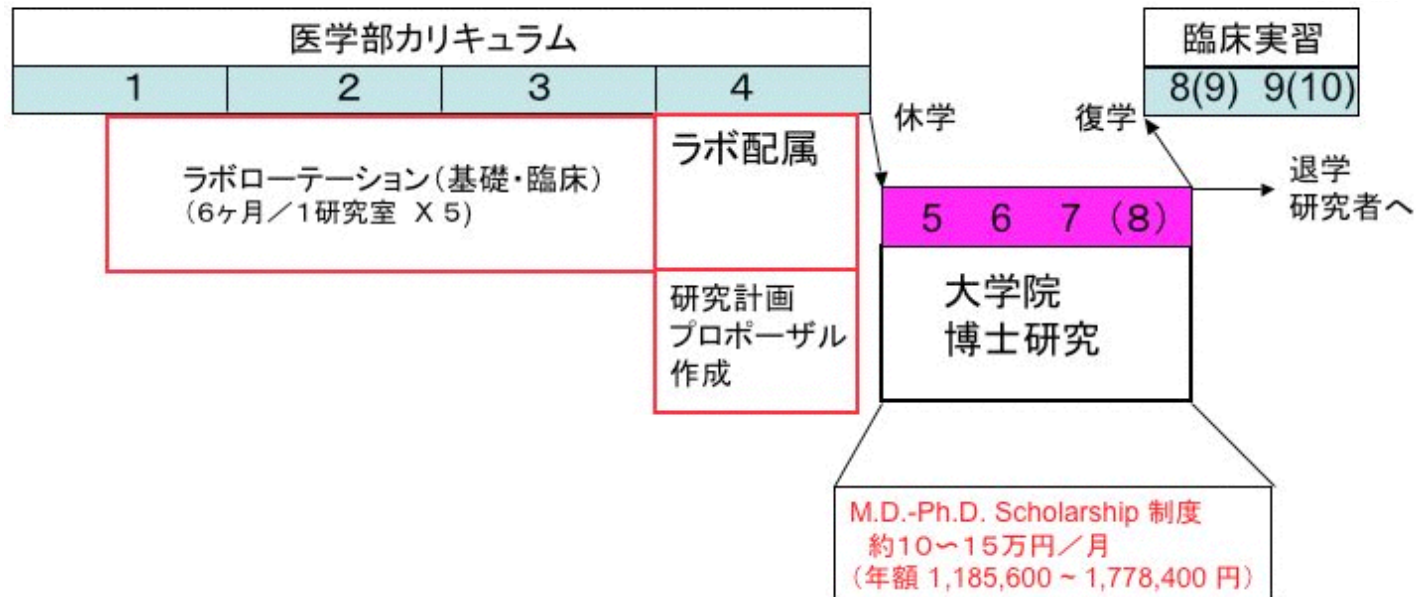 医学部カリキュラム
1 2 3 4
ラボローテーション(基礎・臨床)
(6ヶ月/1研究室 X 5)
ラボ配属
研究計画
プロポーザル
作成
休学
復学
臨床実習
8(9) 9(10)
退学
研究者へ
5 6 7 (8)
大学院
博士研究
M.D.-Ph.D. Scholarship 制度
約10〜15万円/月
(年額 1,185,600 ~ 1,778,400 円)